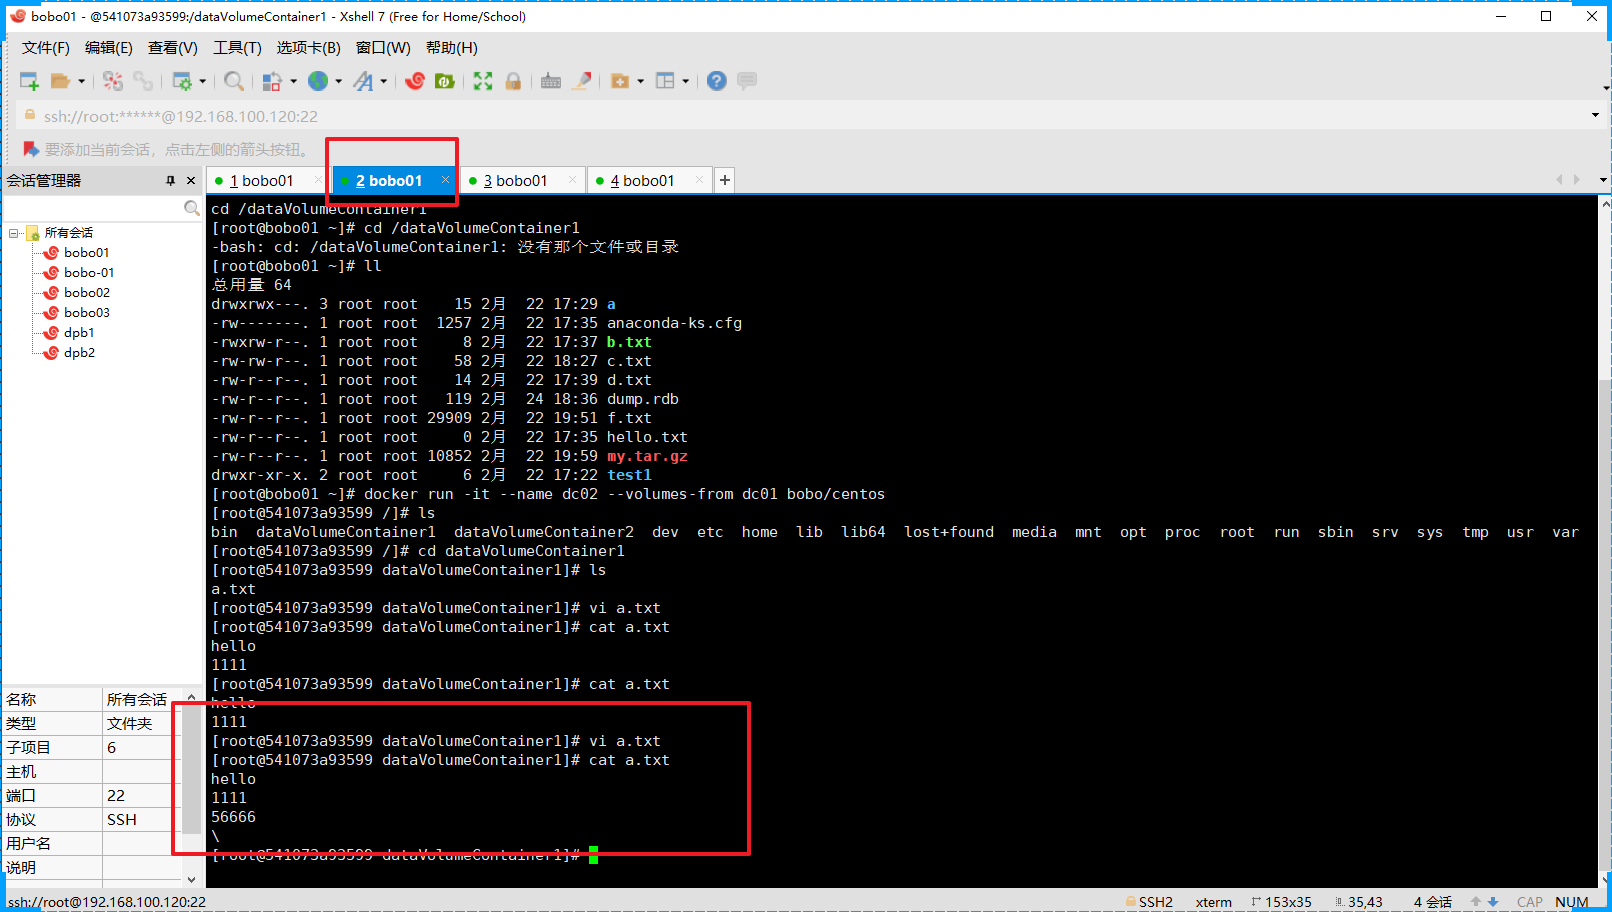 bobo01 - @541073a93599:/dataVolumeContainer1 - Xshell 7 (Free for Home/School)
文件(F) 编辑(E) 查看(V) 工具(T) 选项卡(B) 窗口(W) 帮助(H)
ssh://root:******@192.168.100.120:22
要添加当前会话，点击左侧的箭头按钮。
会话管理器
1 bobo01
2 bobo01
3 bobo01
4 bobo01
所有会话
bobo01
bobo-01
bobo02
bobo03
dpb1
dpb2
名称 所有会话
类型 文件夹
子项目 6
主机
端口 22
协议 SSH
用户名
说明
cd /dataVolumeContainer1
[root@bobo01 ~]# cd /dataVolumeContainer1
-bash: cd: /dataVolumeContainer1: 没有那个文件或目录
[root@bobo01 ~]# ll
总用量 64
drwxrwx---. 3 root root    15 2月  22 17:29 a
-rw-------. 1 root root  1257 2月  22 17:35 anaconda-ks.cfg
-rwxrw-r--. 1 root root     8 2月  22 17:37 b.txt
-rw-rw-r--. 1 root root    58 2月  22 18:27 c.txt
-rw-r--r--. 1 root root    14 2月  22 17:39 d.txt
-rw-r--r--. 1 root root   119 2月  24 18:36 dump.rdb
-rw-r--r--. 1 root root 29909 2月  22 19:51 f.txt
-rw-r--r--. 1 root root     0 2月  22 17:35 hello.txt
-rw-r--r--. 1 root root 10852 2月  22 19:59 my.tar.gz
drwxr-xr-x. 2 root root     6 2月  22 17:22 test1
[root@bobo01 ~]# docker run -it --name dc02 --volumes-from dc01 bobo/centos
[root@541073a93599 /]# ls
bin  dataVolumeContainer1  dataVolumeContainer2  dev  etc  home  lib  lib64  lost+found  media  mnt  opt  proc  root  run  sbin  srv  sys  tmp  usr  var
[root@541073a93599 /]# cd dataVolumeContainer1
[root@541073a93599 dataVolumeContainer1]# ls
a.txt
[root@541073a93599 dataVolumeContainer1]# vi a.txt
[root@541073a93599 dataVolumeContainer1]# cat a.txt
hello
1111
[root@541073a93599 dataVolumeContainer1]# cat a.txt
hello
1111
[root@541073a93599 dataVolumeContainer1]# vi a.txt
[root@541073a93599 dataVolumeContainer1]# cat a.txt
hello
1111
56666
\
[root@541073a93599 dataVolumeContainer1]#
ssh://root@192.168.100.120:22 SSH2 xterm 153x35 35,43 4 会话 CAP NUM